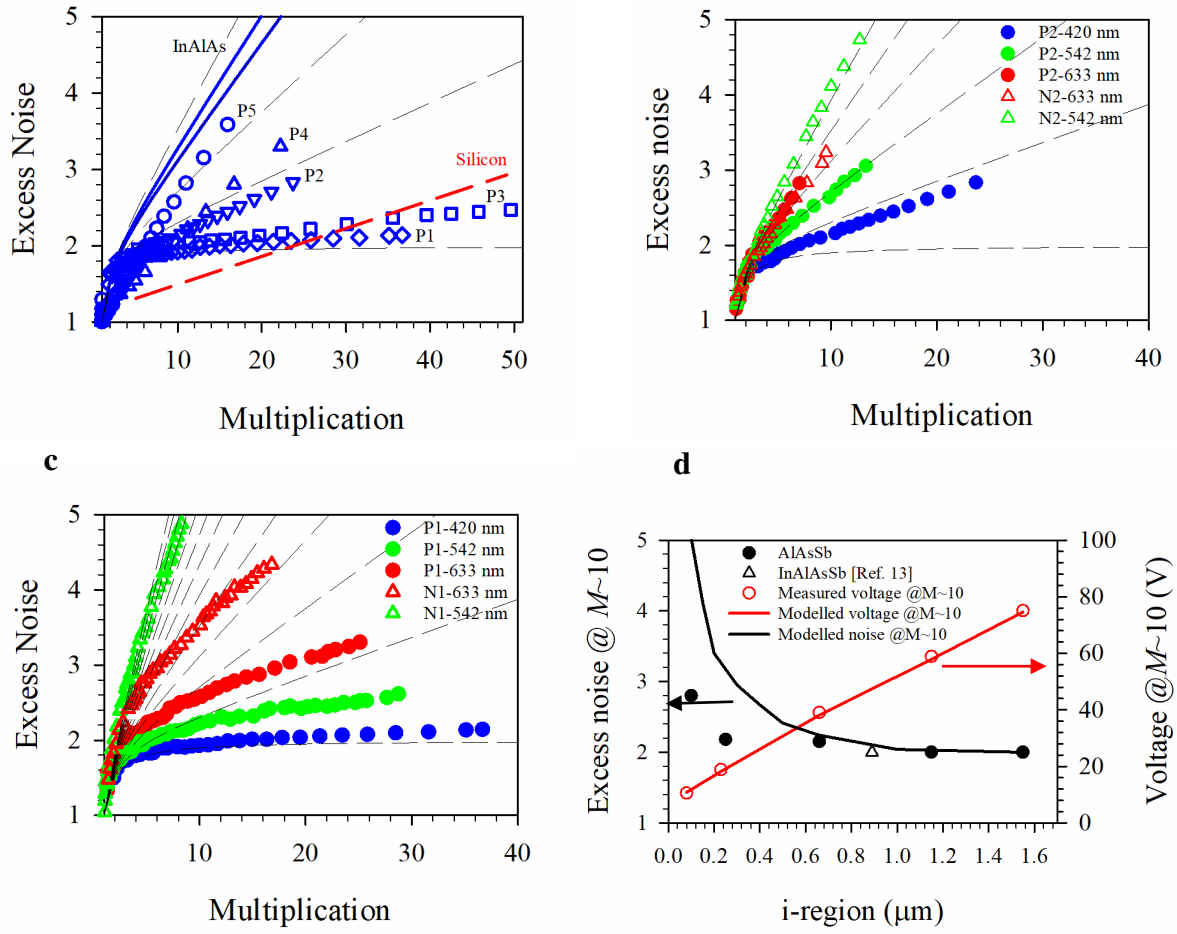 5
4
3
2
1
Excess Noise
InAlAs
P5
P4
P2
Silicon
P3
P1
10 20 30 40 50
Multiplication
5
4
3
2
1
Excess noise
P2-420 nm
P2-542 nm
P2-633 nm
N2-633 nm
N2-542 nm
10 20 30 40
Multiplication
c
5
4
3
2
1
Excess Noise
P1-420 nm
P1-542 nm
P1-633 nm
N1-633 nm
N1-542 nm
10 20 30 40
Multiplication
d
5
4
3
2
1
Excess noise @ M~10
AlAsSb
InAlAsSb [Ref. 13]
Measured voltage @M~10
Modelled voltage @M~10
Modelled noise @M~10
100
80
60
40
20
0
Voltage @M~10 (V)
0.0 0.2 0.4 0.6 0.8 1.0 1.2 1.4 1.6
i-region (μm)